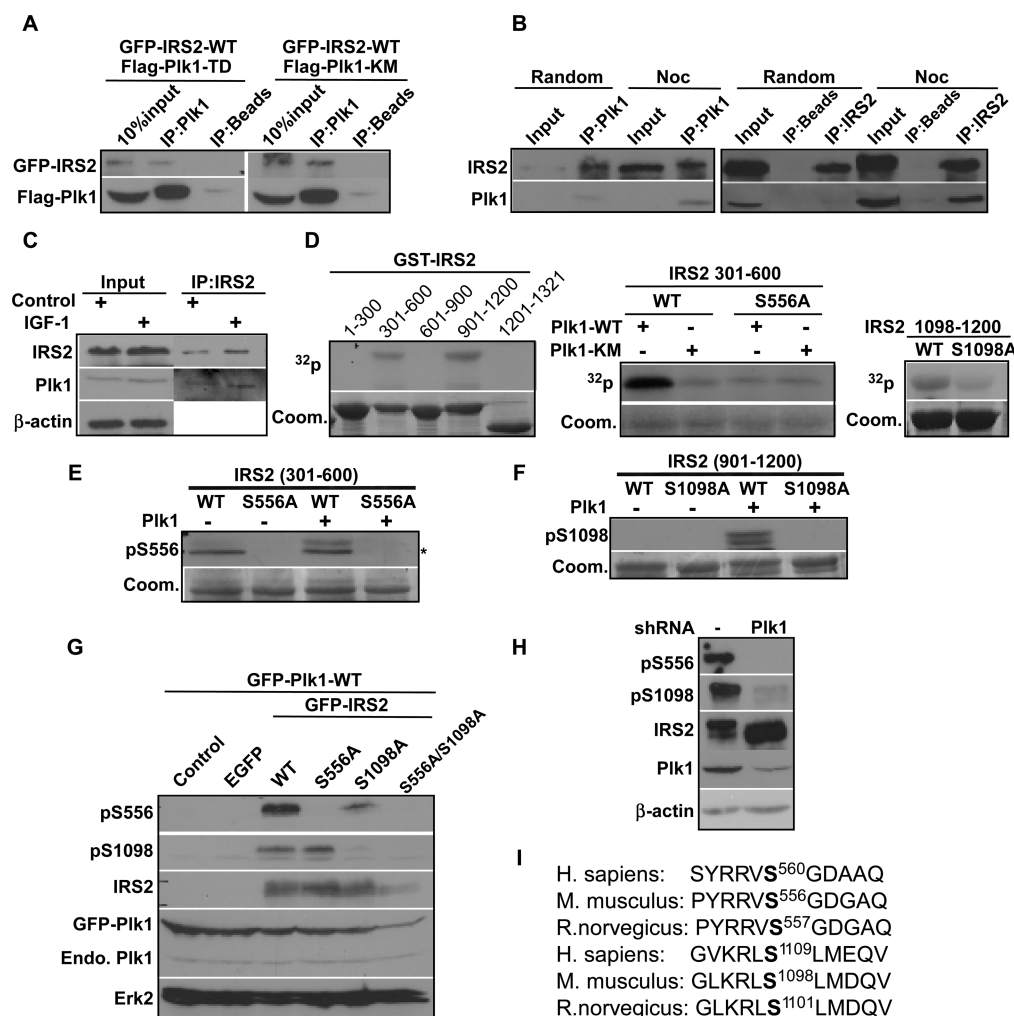 A
GFP-IRS2-WT GFP-IRS2-WT
Flag-Plk1-TD Flag-Plk1-KM
10%input IP:Plk1 IP:Beads 10%input IP:Plk1 IP:Beads
GFP-IRS2
Flag-Plk1
B
Random Noc Random Noc
Input IP:Plk1 Input IP:Plk1 Input IP:Beads IP:IRS2 Input IP:Beads IP:IRS2
IRS2
Plk1
C
Input IP:IRS2
Control + +
IGF-1 + +
IRS2
Plk1
β-actin
D
GST-IRS2
1-300 301-600 601-900 901-1200 1201-1321
32p
Coom.
IRS2 301-600
WT S556A
Plk1-WT + - + -
Plk1-KM - + - +
32p
Coom.
IRS2 1098-1200
WT S1098A
32p
Coom.
E
IRS2 (301-600)
WT S556A WT S556A
Plk1 - - + +
pS556 *
Coom.
F
IRS2 (901-1200)
WT S1098A WT S1098A
Plk1 - - + +
pS1098
Coom.
G
GFP-Plk1-WT
GFP-IRS2
Control EGFP WT S556A S1098A S556A/S1098A
pS556
pS1098
IRS2
GFP-Plk1
Endo. Plk1
Erk2
H
shRNA - Plk1
pS556
pS1098
IRS2
Plk1
β-actin
I
H. sapiens: SYRRVS560GDAAQ
M. musculus: PYRRVS556GDGAQ
R.norvegicus: PYRRVS557GDGAQ
H. sapiens: GVKRLS1109LMEQV
M. musculus: GLKRLS1098LMDQV
R.norvegicus: GLKRLS1101LMDQV